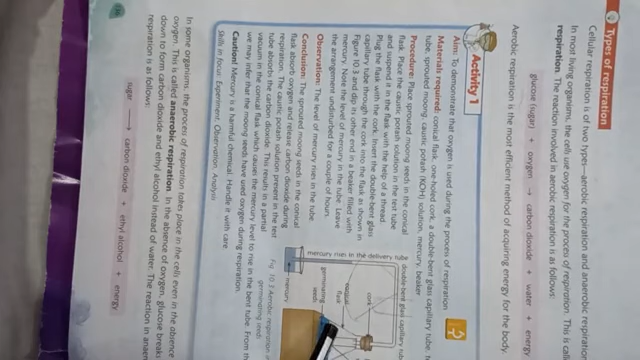 Types of respiration
Cellular respiration is of two types—aerobic respiration and anaerobic respiration
In most living organisms, the cell use oxygen for the process of respiration. This is call
respiration. The reaction involved in aerobic respiration is as follows:
glucose (sugar) + oxygen → carbon dioxide + water + energy
Aerobic respiration is the most efficient method of acquiring energy for the body.
Activity 1
Aim: To demonstrate that oxygen is used during the process of respiration
Materials required: conical flask, one-holed cork, a double-bent glass capillary tube,
tube, sprouted moong, caustic potash (KOH) solution, mercury, beaker
Procedure: Place sprouted moong seeds in the conical
flask. Place the caustic potash solution in the test tube
and suspend it in the flask with the help of a thread.
Plug the flask with the cork. Insert the double-bent glass
capillary tube through the cork into the flask as shown in
Figure 10.3 and dip its other end in a beaker filled with
mercury. Note the level of mercury in the tube. Leave
the arrangement undisturbed for a couple of hours.
Observation: The level of mercury rises in the tube.
Conclusion: The sprouted moong seeds in the conical
flask absorb oxygen and release carbon dioxide during
respiration. The caustic potash solution present in the test
tube absorbs the carbon dioxide. This results in a partial
vacuum in the conical flask, which causes the mercury level to rise in the bent tube. From th
we may infer that the moong seeds have used oxygen during respiration.
Caution! Mercury is a harmful chemical. Handle it with care.
Skills in focus: Experiment, Observation, Analysis
double-bent glass capillary tub
mercury rises in the delivery tube
cork
conical
flask
germinating
seeds
mercury
Fig. 10.3 Aerobic respiration
germinating seeds
In some organisms, the process of respiration takes place in the cells even in the absence
oxygen. This is called anaerobic respiration. In the absence of oxygen, glucose breaks
down to form carbon dioxide and ethyl alcohol instead of water. The reaction in anaer
respiration is as follows:
sugar → carbon dioxide + ethyl alcohol + energy